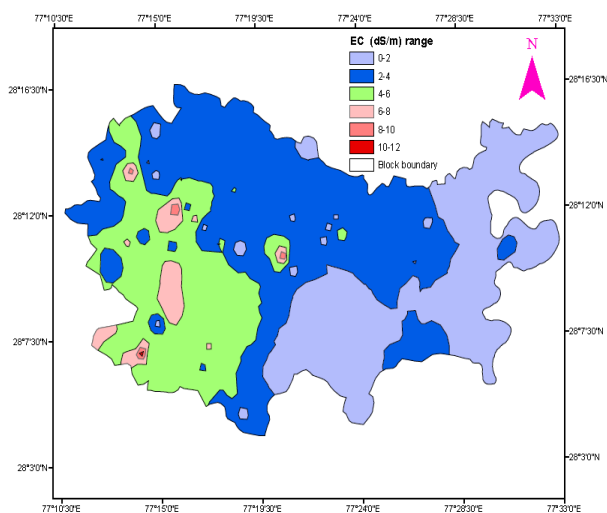 77°10'30"E 77°15'0"E 77°19'30"E 77°24'0"E 77°28'30"E 77°33'0"E
EC (dS/m) range
0-2
2-4
4-6
6-8
8-10
10-12
Block boundary
N
28°16'30"N 28°16'30"N
28°12'0"N 28°12'0"N
28°7'30"N 28°7'30"N
28°3'0"N 28°3'0"N
77°10'30"E 77°15'0"E 77°19'30"E 77°24'0"E 77°28'30"E 77°33'0"E